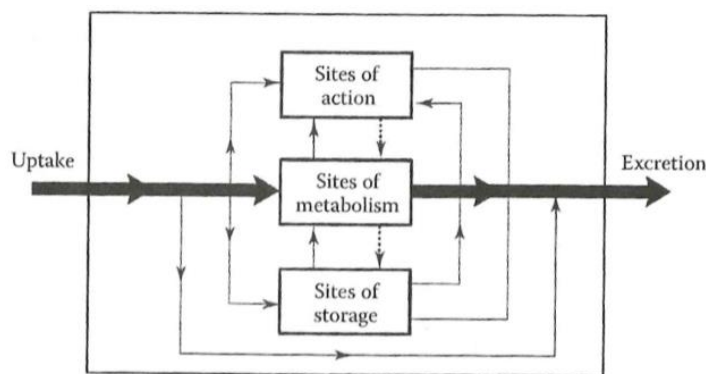 Sites of
action
Uptake
Sites of
metabolism
Excretion
Sites of
storage